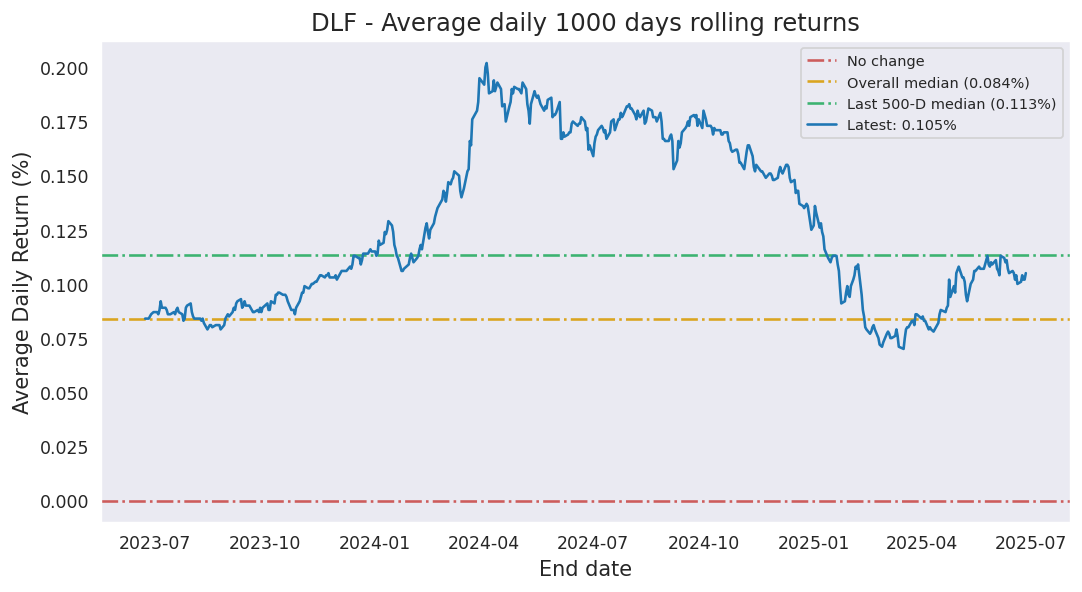 DLF - Average daily 1000 days rolling returns
No change
Overall median (0.084%)
Last 500-D median (0.113%)
Latest: 0.105%
Average Daily Return (%)
0.200
0.175
0.150
0.125
0.100
0.075
0.050
0.025
0.000
2023-07 2023-10 2024-01 2024-04 2024-07 2024-10 2025-01 2025-04 2025-07
End date